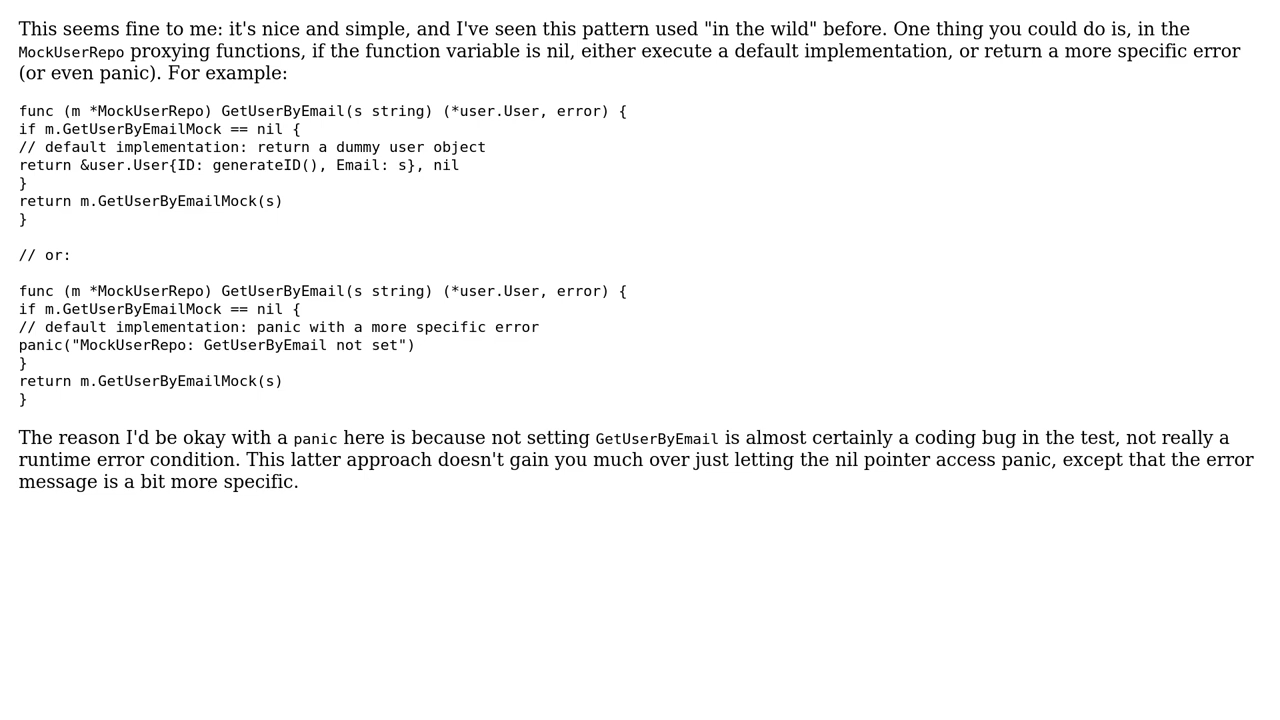 This seems fine to me: it's nice and simple, and I've seen this pattern used "in the wild" before. One thing you could do is, in the
MockUserRepo proxying functions, if the function variable is nil, either execute a default implementation, or return a more specific error
(or even panic). For example:
func (m *MockUserRepo) GetUserByEmail(s string) (*user.User, error) {
if m.GetUserByEmailMock == nil {
// default implementation: return a dummy user object
return &user.User{ID: generateID(), Email: s}, nil
}
return m.GetUserByEmailMock(s)
}
// or:
func (m *MockUserRepo) GetUserByEmail(s string) (*user.User, error) {
if m.GetUserByEmailMock == nil {
// default implementation: panic with a more specific error
panic("MockUserRepo: GetUserByEmail not set")
}
return m.GetUserByEmailMock(s)
}
The reason I'd be okay with a panic here is because not setting GetUserByEmail is almost certainly a coding bug in the test, not really a
runtime error condition. This latter approach doesn't gain you much over just letting the nil pointer access panic, except that the error
message is a bit more specific.